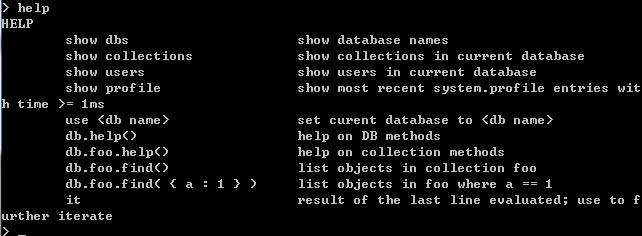 > help
HELP
show dbs show database names
show collections show collections in current database
show users show users in current database
show profile show most recent system.profile entries wit
h time >= 1ms
use <db name> set curent database to <db name>
db.help() help on DB methods
db.foo.help() help on collection methods
db.foo.find() list objects in collection foo
db.foo.find( { a : 1 } ) list objects in foo where a == 1
it result of the last line evaluated; use to f
urther iterate
> _